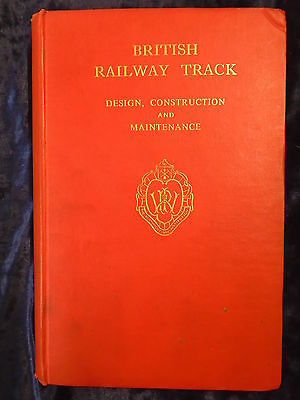 BRITISH
RAILWAY TRACK
DESIGN, CONSTRUCTION
AND
MAINTENANCE